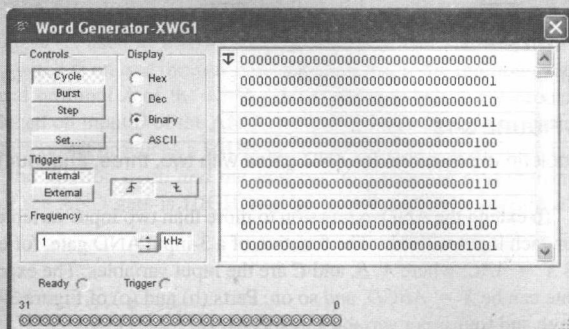 Word Generator-XWG1
Controls
Display
Cycle
Burst
Step
Set...
Hex
Dec
Binary
ASCII
Trigger
Internal
External
Frequency
1
kHz
Ready
Trigger
00000000000000000000000000000000
00000000000000000000000000000001
00000000000000000000000000000010
00000000000000000000000000000011
00000000000000000000000000000100
00000000000000000000000000000101
00000000000000000000000000000110
00000000000000000000000000000111
00000000000000000000000000001000
00000000000000000000000000001001
31 0